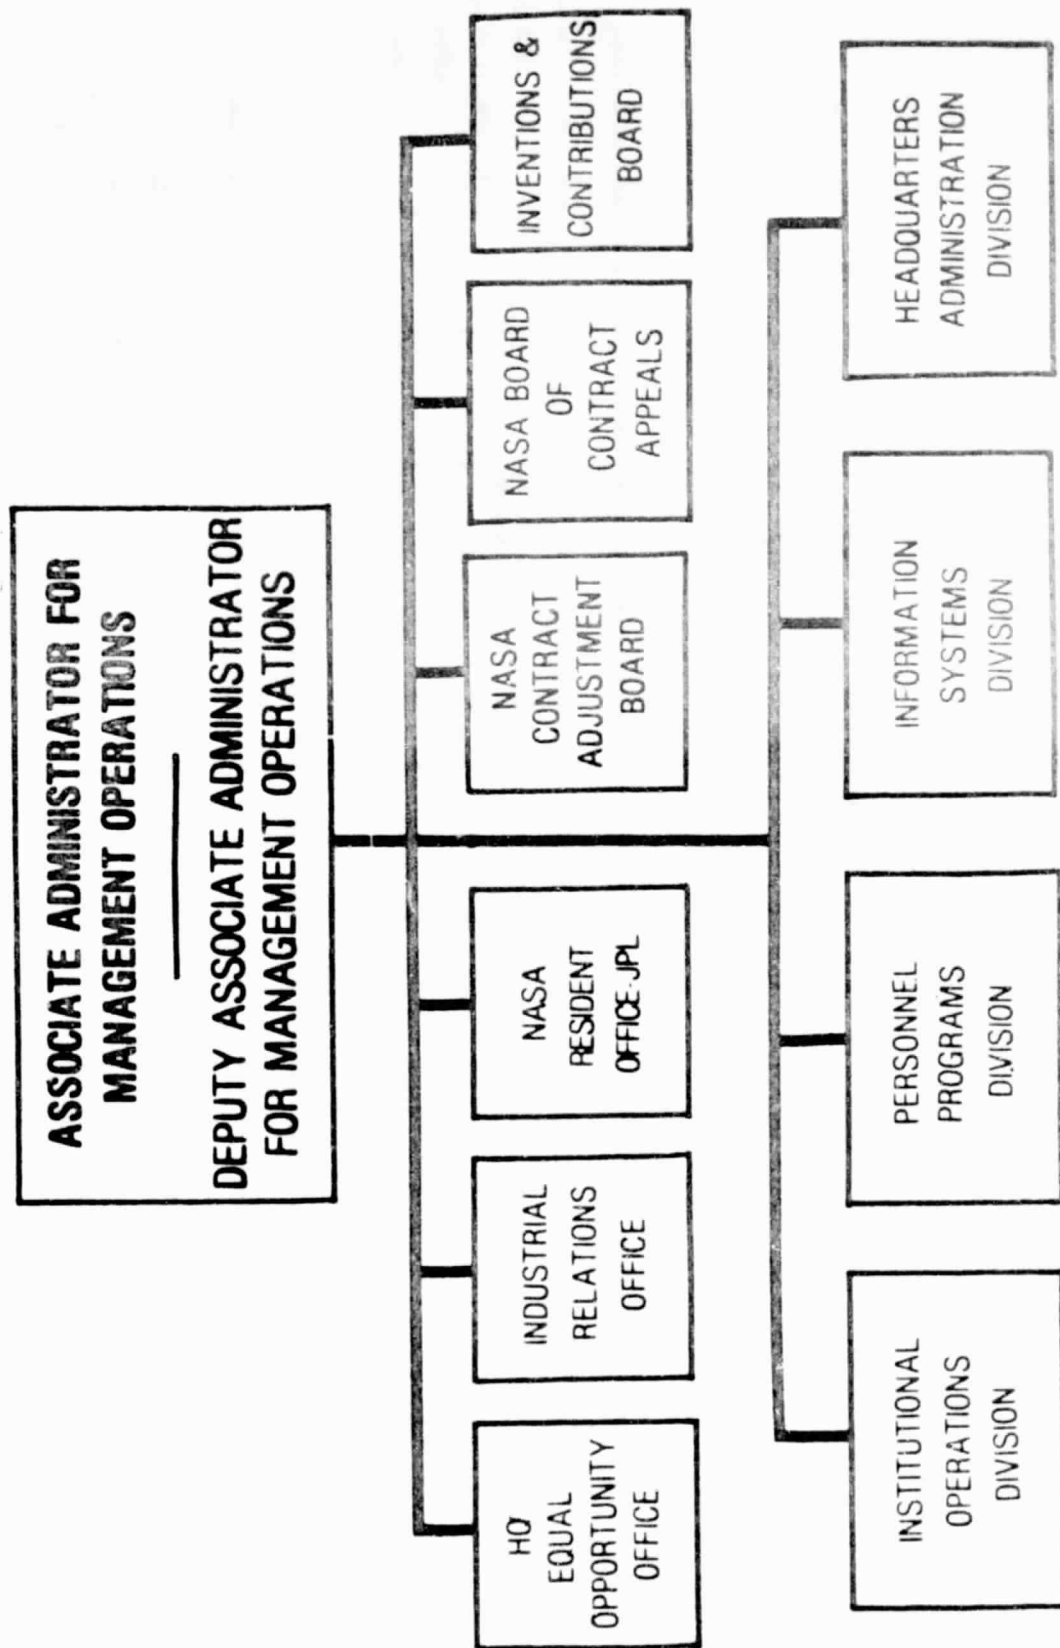 ASSOCIATE ADMINISTRATOR FOR
MANAGEMENT OPERATIONS
DEPUTY ASSOCIATE ADMINISTRATOR
FOR MANAGEMENT OPERATIONS
HQ
EQUAL
OPPORTUNITY
OFFICE
INDUSTRIAL
RELATIONS
OFFICE
NASA
RESIDENT
OFFICE-JPL
NASA
CONTRACT
ADJUSTMENT
BOARD
NASA BOARD
OF
CONTRACT
APPEALS
INVENTIONS &
CONTRIBUTIONS
BOARD
INSTITUTIONAL
OPERATIONS
DIVISION
PERSONNEL
PROGRAMS
DIVISION
INFORMATION
SYSTEMS
DIVISION
HEADQUARTERS
ADMINISTRATION
DIVISION